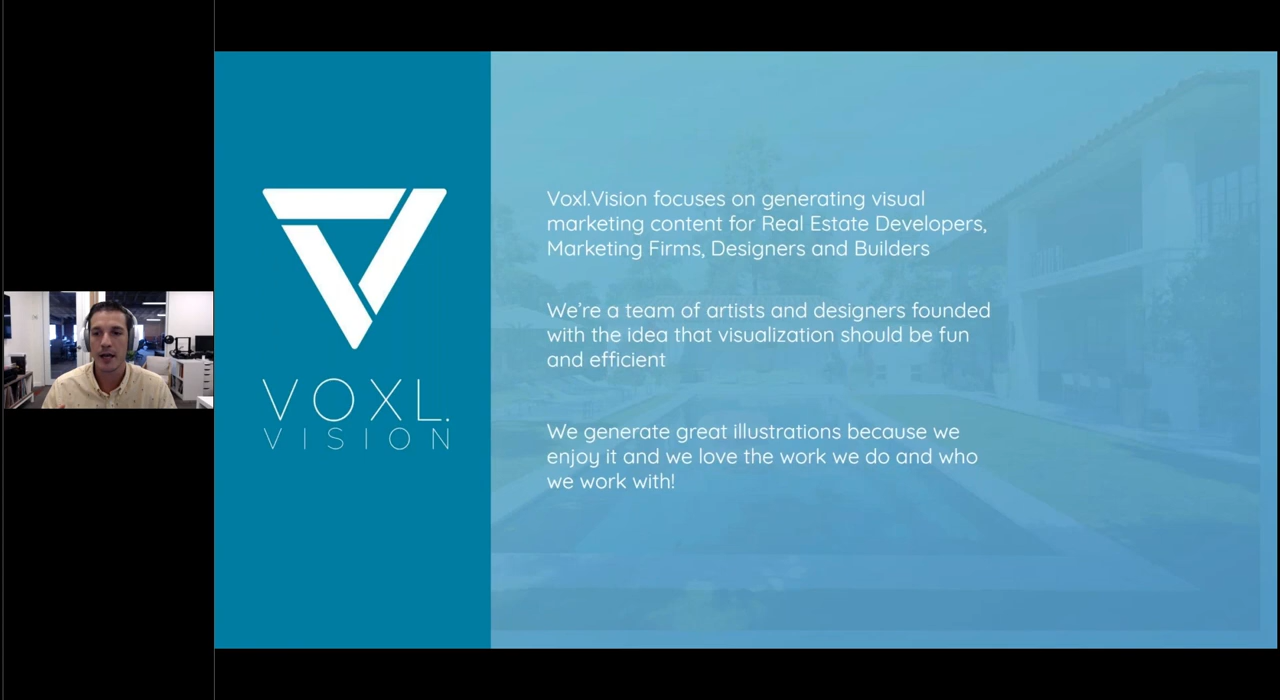 VOXL.
VISION
Voxl.Vision focuses on generating visual
marketing content for Real Estate Developers,
Marketing Firms, Designers and Builders
We’re a team of artists and designers founded
with the idea that visualization should be fun
and efficient
We generate great illustrations because we
enjoy it and we love the work we do and who
we work with!